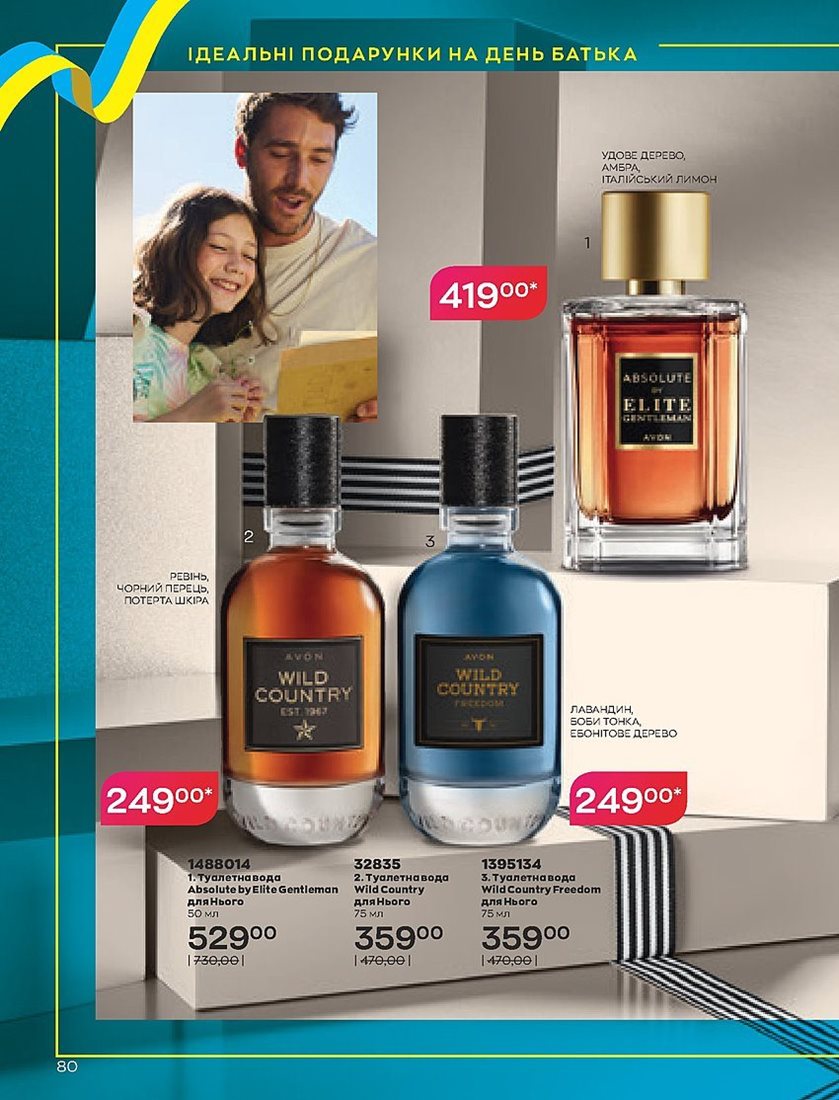 ІДЕАЛЬНІ ПОДАРУНКИ НА ДЕНЬ БАТЬКА
УДОВЕ ДЕРЕВО,
АМБРА,
ІТАЛІЙСЬКИЙ ЛИМОН
1
41900*
ABSOLUTE
BY
ELITE
GENTLEMAN
AVON
2
3
РЕВІНЬ,
ЧОРНИЙ ПЕРЕЦЬ,
ПОТЕРТА ШКІРА
AVON
WILD
COUNTRY
EST. 1967
AVON
WILD
COUNTRY
FREEDOM
ЛАВАНДИН,
БОБИ ТОНКА,
ЕБОНІТОВЕ ДЕРЕВО
24900*
24900*
WILD COUNTRY
WILD COUNTRY
1488014
1. Туалетна вода
Absolute by Elite Gentleman
для Нього
50 мл
52900
|730,00|
32835
2. Туалетна вода
Wild Country
для Нього
75 мл
35900
|470,00|
1395134
3. Туалетна вода
Wild Country Freedom
для Нього
75 мл
35900
|470,00|
80